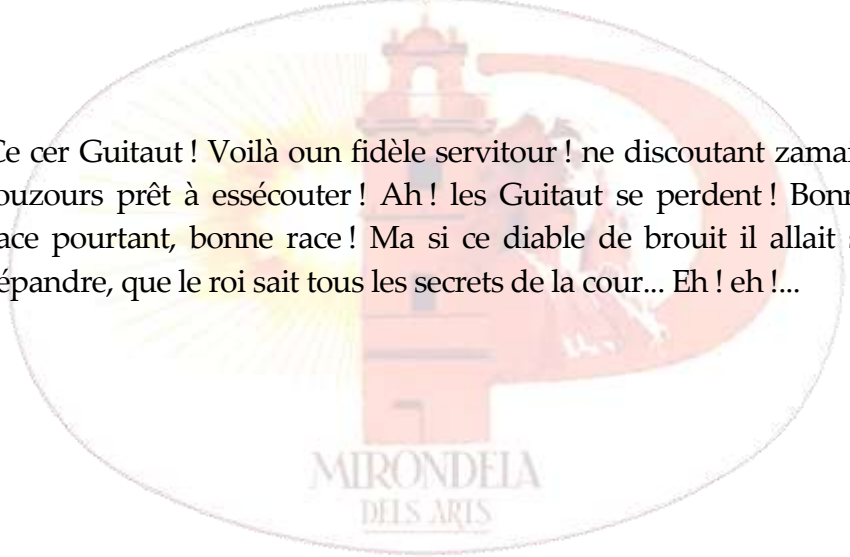 Ce cer Guitaut ! Voilà oun fidèle servitour ! ne discoutant zamai
ouzours prêt à essécouter ! Ah ! les Guitaut se perdent ! Bonn
ace pourtant, bonne race ! Ma si ce diable de brouit il allait s
épandre, que le roi sait tous les secrets de la cour... Eh ! eh !...
MIRONDELA
DELS ARTS